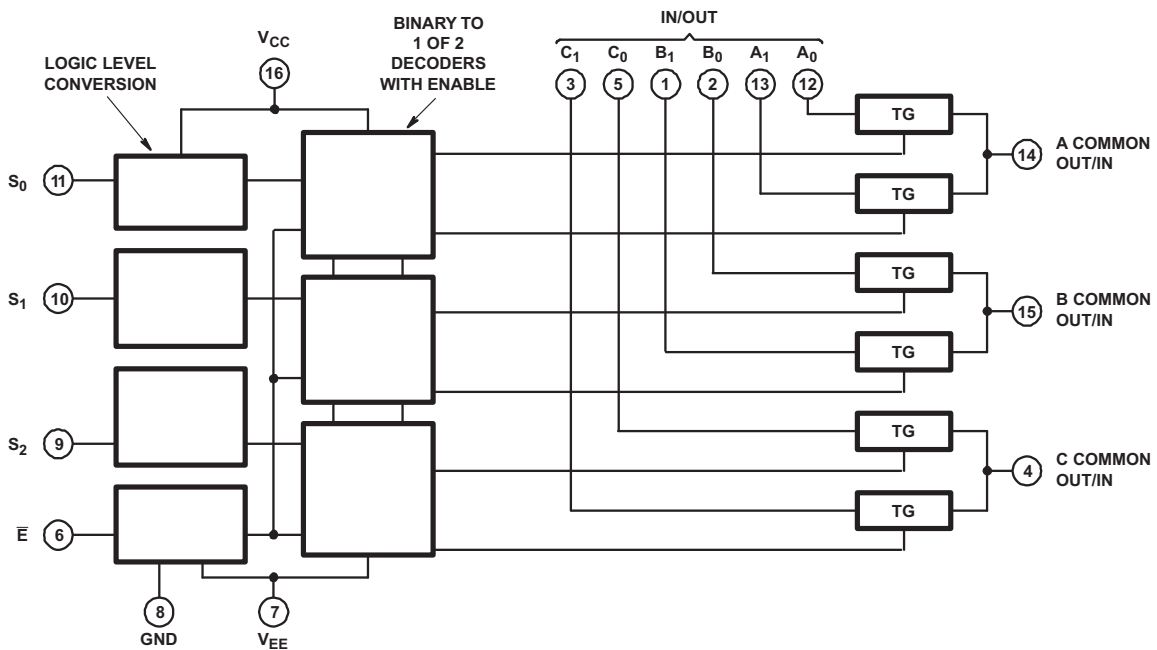 IN/OUT
BINARY TO
1 OF 2
DECODERS
WITH ENABLE
VCC
LOGIC LEVEL
CONVERSION
C1 C0 B1 B0 A1 A0
16
3 5 1 2 13 12
TG
A COMMON
OUT/IN
14
S0 11
TG
TG
S1 10
B COMMON
OUT/IN
15
TG
TG
S2 9
C COMMON
OUT/IN
4
TG
E̅ 6
8
7
GND
VEE